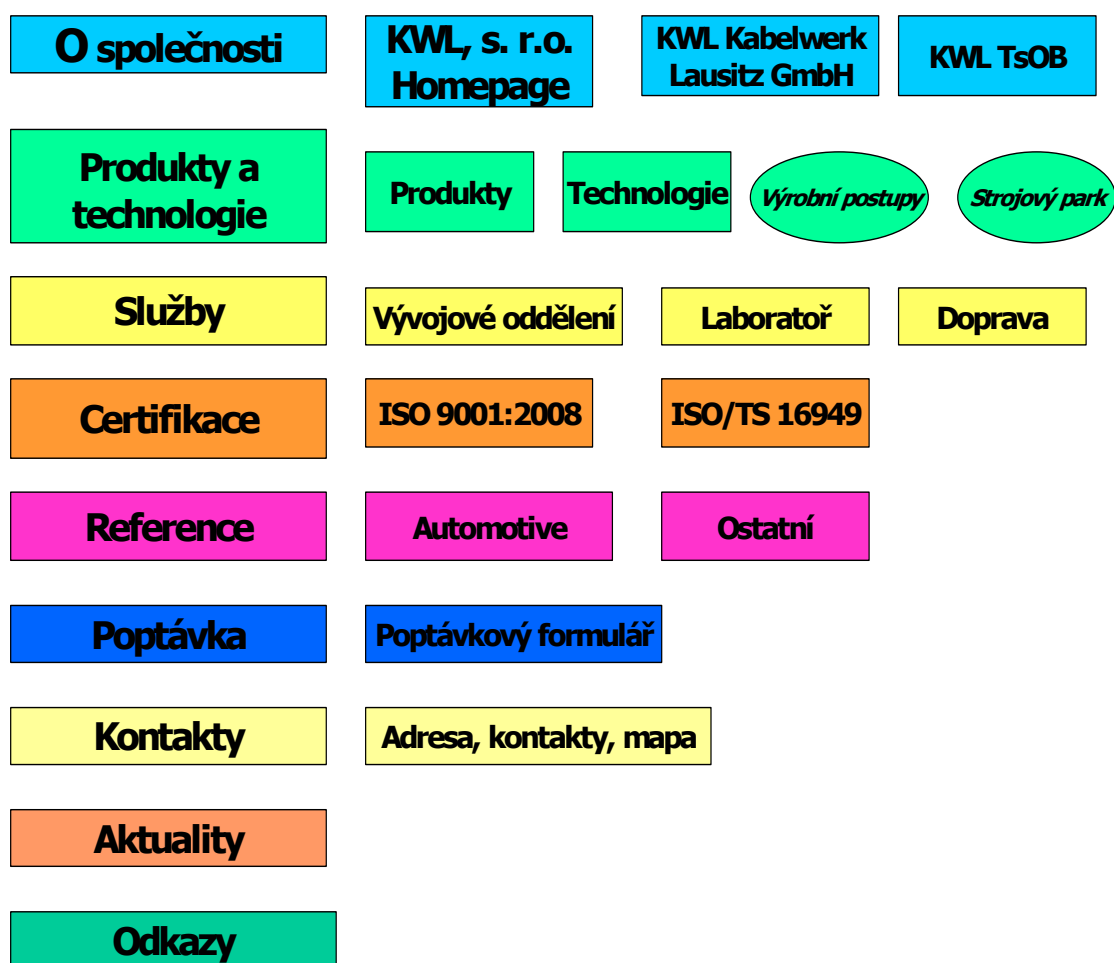 O společnosti
KWL, s. r.o.
Homepage
KWL Kabelwerk
Lausitz GmbH
KWL TsOB
Produkty a
technologie
Produkty
Technologie
Výrobní postupy
Strojový park
Služby
Vývojové oddělení
Laboratoř
Doprava
Certifikace
ISO 9001:2008
ISO/TS 16949
Reference
Automotive
Ostatní
Poptávka
Poptávkový formulář
Kontakty
Adresa, kontakty, mapa
Aktuality
Odkazy